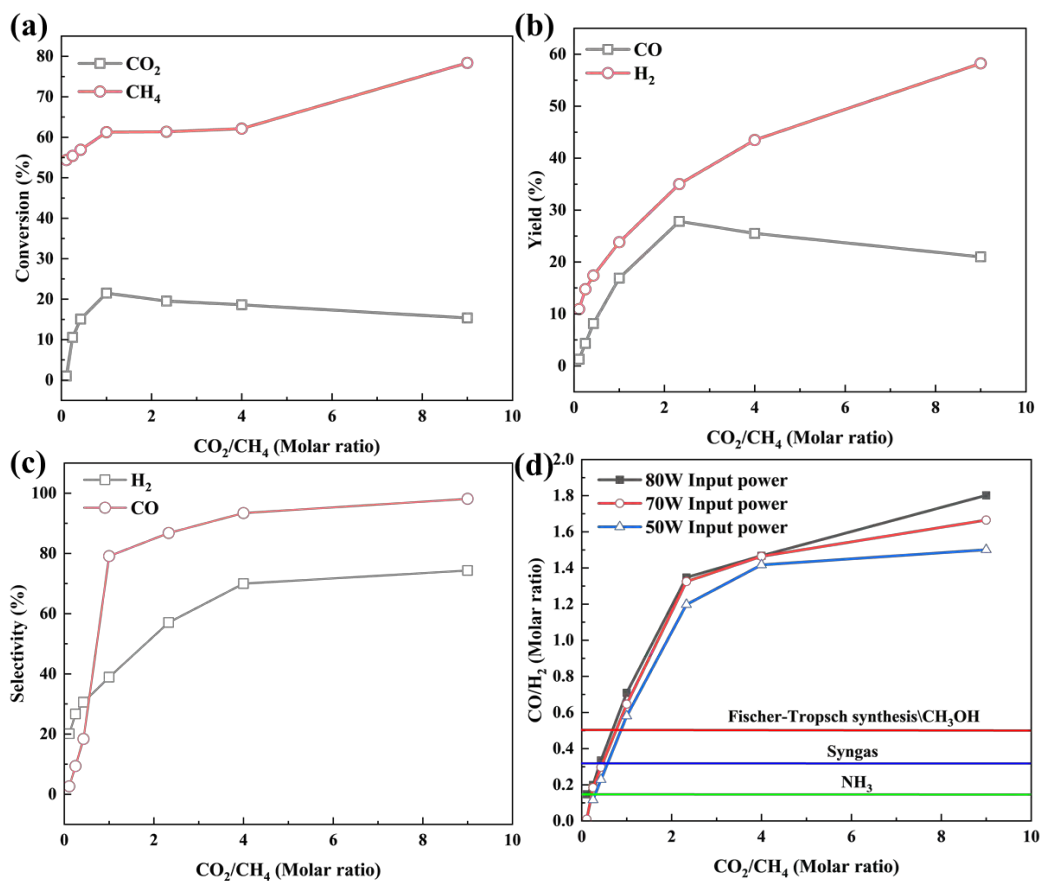 (a)
CO₂
CH₄
80
70
60
50
40
30
20
10
0
Conversion (%)
0 2 4 6 8 10
CO₂/CH₄ (Molar ratio)
(b)
CO
H₂
60
50
40
30
20
10
0
Yield (%)
0 2 4 6 8 10
CO₂/CH₄ (Molar ratio)
(c)
H₂
CO
100
80
60
40
20
0
Selectivity (%)
0 2 4 6 8 10
CO₂/CH₄ (Molar ratio)
(d)
80W Input power
70W Input power
50W Input power
2.0
1.8
1.6
1.4
1.2
1.0
0.8
0.6
0.4
0.2
0.0
CO/H₂ (Molar ratio)
Fischer-Tropsch synthesis\CH₃OH
Syngas
NH₃
0 2 4 6 8 10
CO₂/CH₄ (Molar ratio)